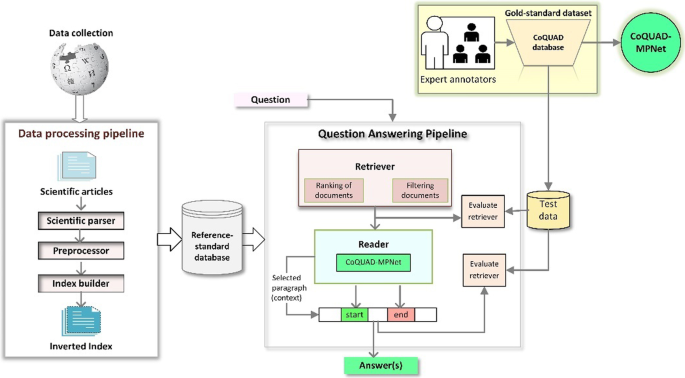 Data collection
Data processing pipeline
Scientific articles
Scientific parser
Preprocessor
Index builder
Inverted Index
Reference-
standard
database
Question
Question Answering Pipeline
Retriever
Ranking of
documents
Filtering
documents
Reader
CoQUAD-MPNet
Selected
paragraph
(context)
start
end
Answer(s)
Evaluate
retriever
Evaluate
retriever
Test
data
Gold-standard dataset
Expert annotators
CoQUAD
database
CoQUAD-
MPNet